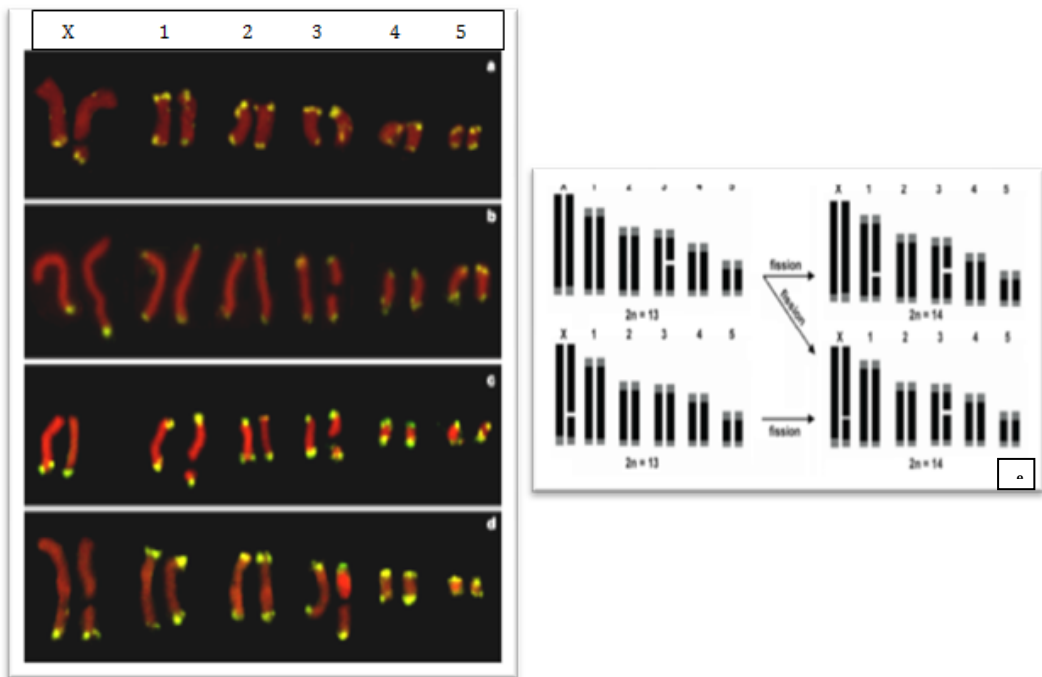 X 1 2 3 4 5
a
b
c
d
X 1 2 3 4 5
fission
fission
2n = 13
2n = 14
X 1 2 3 4 5
X 1 2 3 4 5
fission
2n = 13
2n = 14